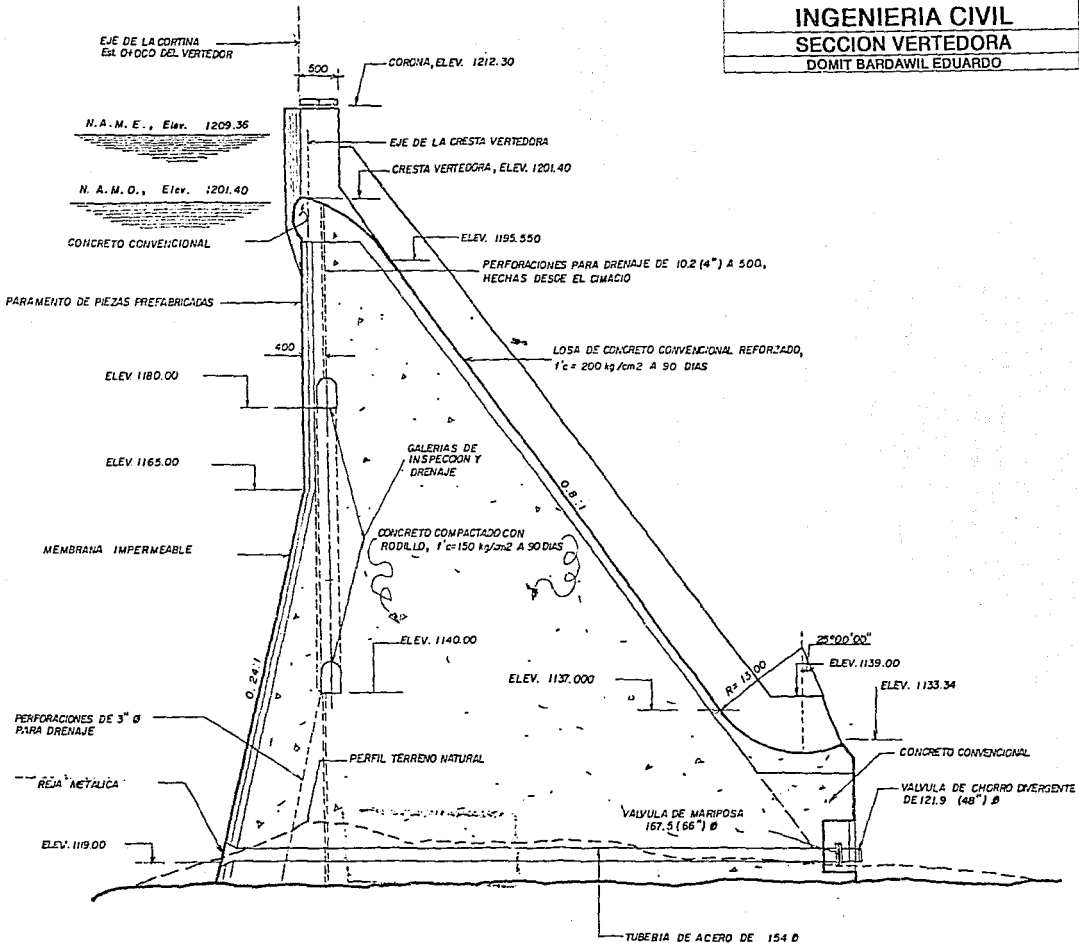 INGENIERIA CIVIL
SECCION VERTEDORA
DOMIT BARDAWIL EDUARDO
EJE DE LA CORTINA
Est. 0+000 DEL VERTEDOR
500
CORONA, ELEV. 1212.30
N.A.M.E., Elev. 1209.36
EJE DE LA CRESTA VERTEDORA
CRESTA VERTEDORA, ELEV. 1201.40
N.A.M.O., Elev. 1201.40
CONCRETO CONVENCIONAL
ELEV. 1195.550
PERFORACIONES PARA DRENAJE DE 10.2 (4") A 500,
HECHAS DESDE EL CIMACIO
PARAMENTO DE PIEZAS PREFABRICADAS
400
LOSA DE CONCRETO CONVENCIONAL REFORZADO,
f'c = 200 kg/cm2 A 90 DIAS
ELEV. 1180.00
GALERIAS DE
INSPECCION Y
DRENAJE
ELEV. 1165.00
0.8:1
CONCRETO COMPACTADO CON
RODILLO, f'c=150 kg/cm2 A 90 DIAS
MEMBRANA IMPERMEABLE
ELEV. 1140.00
25°00'00"
ELEV. 1139.00
R= 13.00
ELEV. 1137.000
ELEV. 1133.34
0.24:1
PERFORACIONES DE 3" Ø
PARA DRENAJE
PERFIL TERRENO NATURAL
CONCRETO CONVENCIONAL
REJA METALICA
VALVULA DE CHORRO DIVERGENTE
DE 121.9 (48") Ø
VALVULA DE MARIPOSA
167.5 (66") Ø
ELEV. 1119.00
TUBERIA DE ACERO DE 154 Ø